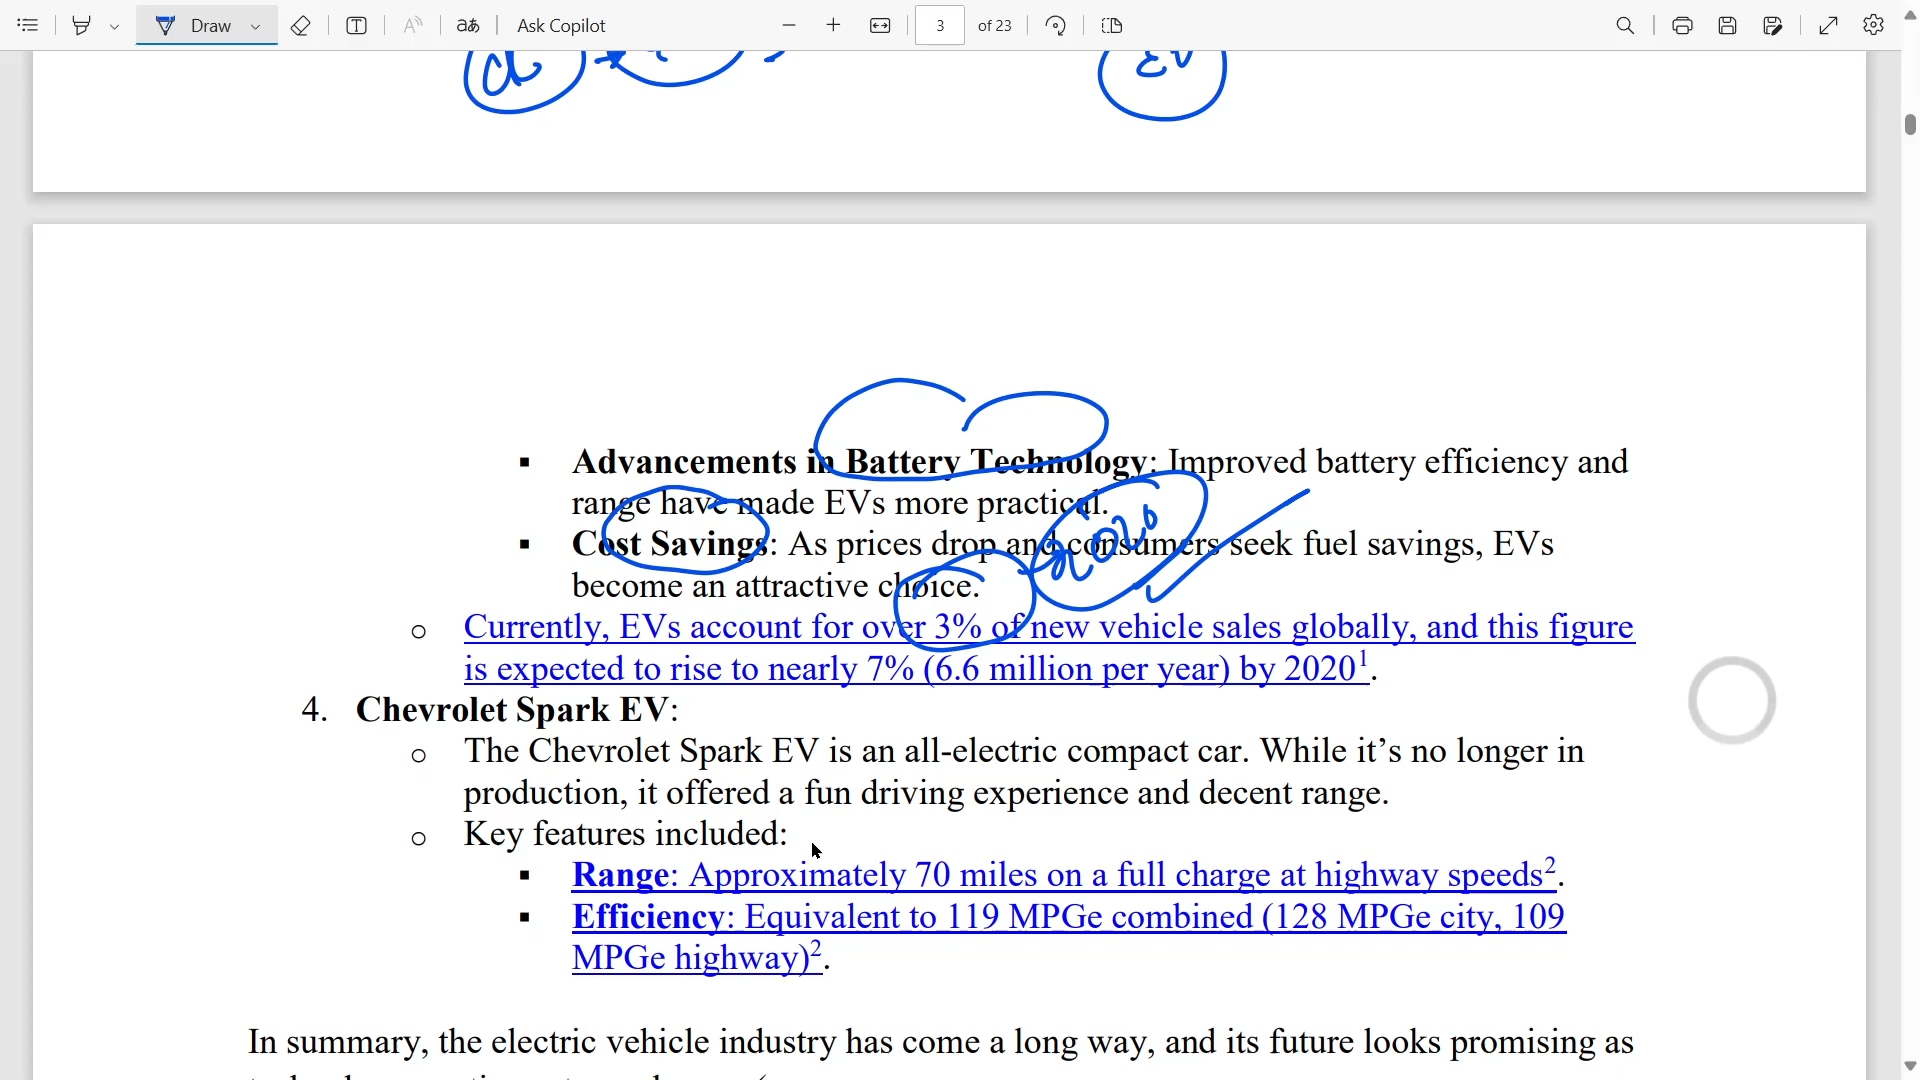 Draw
aあ
Ask Copilot
3
of 23
EV
▪ Advancements in Battery Technology: Improved battery efficiency and
range have made EVs more practical.
▪ Cost Savings: As prices drop and consumers seek fuel savings, EVs
become an attractive choice.
2020
o Currently, EVs account for over 3% of new vehicle sales globally, and this figure
is expected to rise to nearly 7% (6.6 million per year) by 2020¹.
4. Chevrolet Spark EV:
o The Chevrolet Spark EV is an all-electric compact car. While it’s no longer in
production, it offered a fun driving experience and decent range.
o Key features included:
▪ Range: Approximately 70 miles on a full charge at highway speeds².
▪ Efficiency: Equivalent to 119 MPGe combined (128 MPGe city, 109
MPGe highway)².
In summary, the electric vehicle industry has come a long way, and its future looks promising as